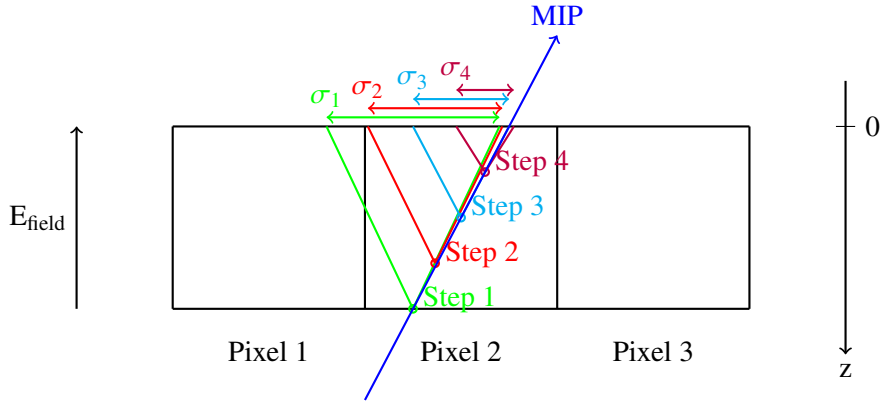 MIP
σ4
σ3
σ2
σ1
0
Step 4
Step 3
E_field
Step 2
Step 1
Pixel 1
Pixel 2
Pixel 3
z